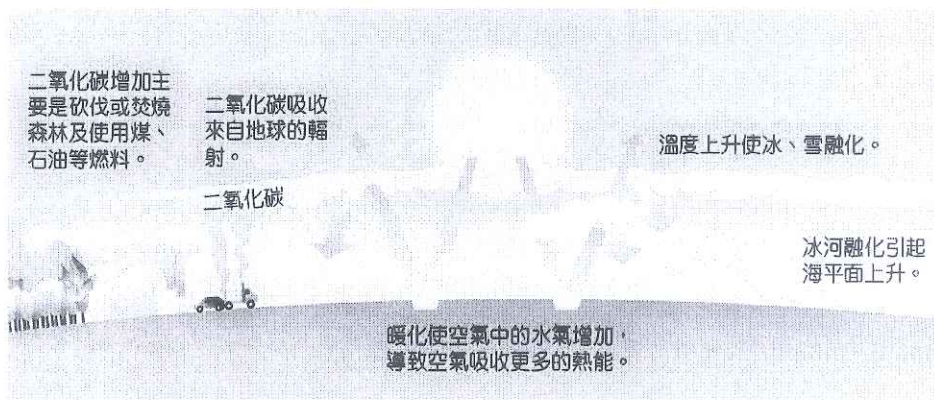 二氧化碳增加主
要是砍伐或焚燒
森林及使用煤、
石油等燃料。
二氧化碳吸收
來自地球的輻
射。
二氧化碳
溫度上升使冰、雪融化。
冰河融化引起
海平面上升。
暖化使空氣中的水氣增加，
導致空氣吸收更多的熱能。